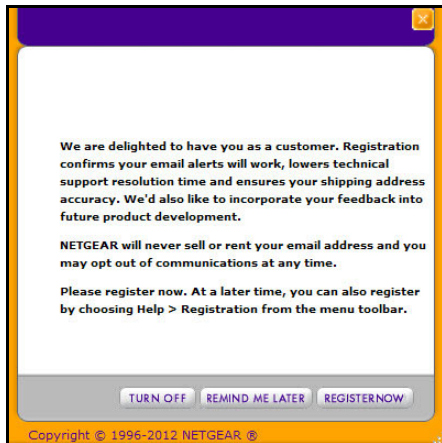 We are delighted to have you as a customer. Registration
confirms your email alerts will work, lowers technical
support resolution time and ensures your shipping address
accuracy. We'd also like to incorporate your feedback into
future product development.
NETGEAR will never sell or rent your email address and you
may opt out of communications at any time.
Please register now. At a later time, you can also register
by choosing Help > Registration from the menu toolbar.
TURN OFF REMIND ME LATER REGISTERNOW
Copyright © 1996-2012 NETGEAR ®